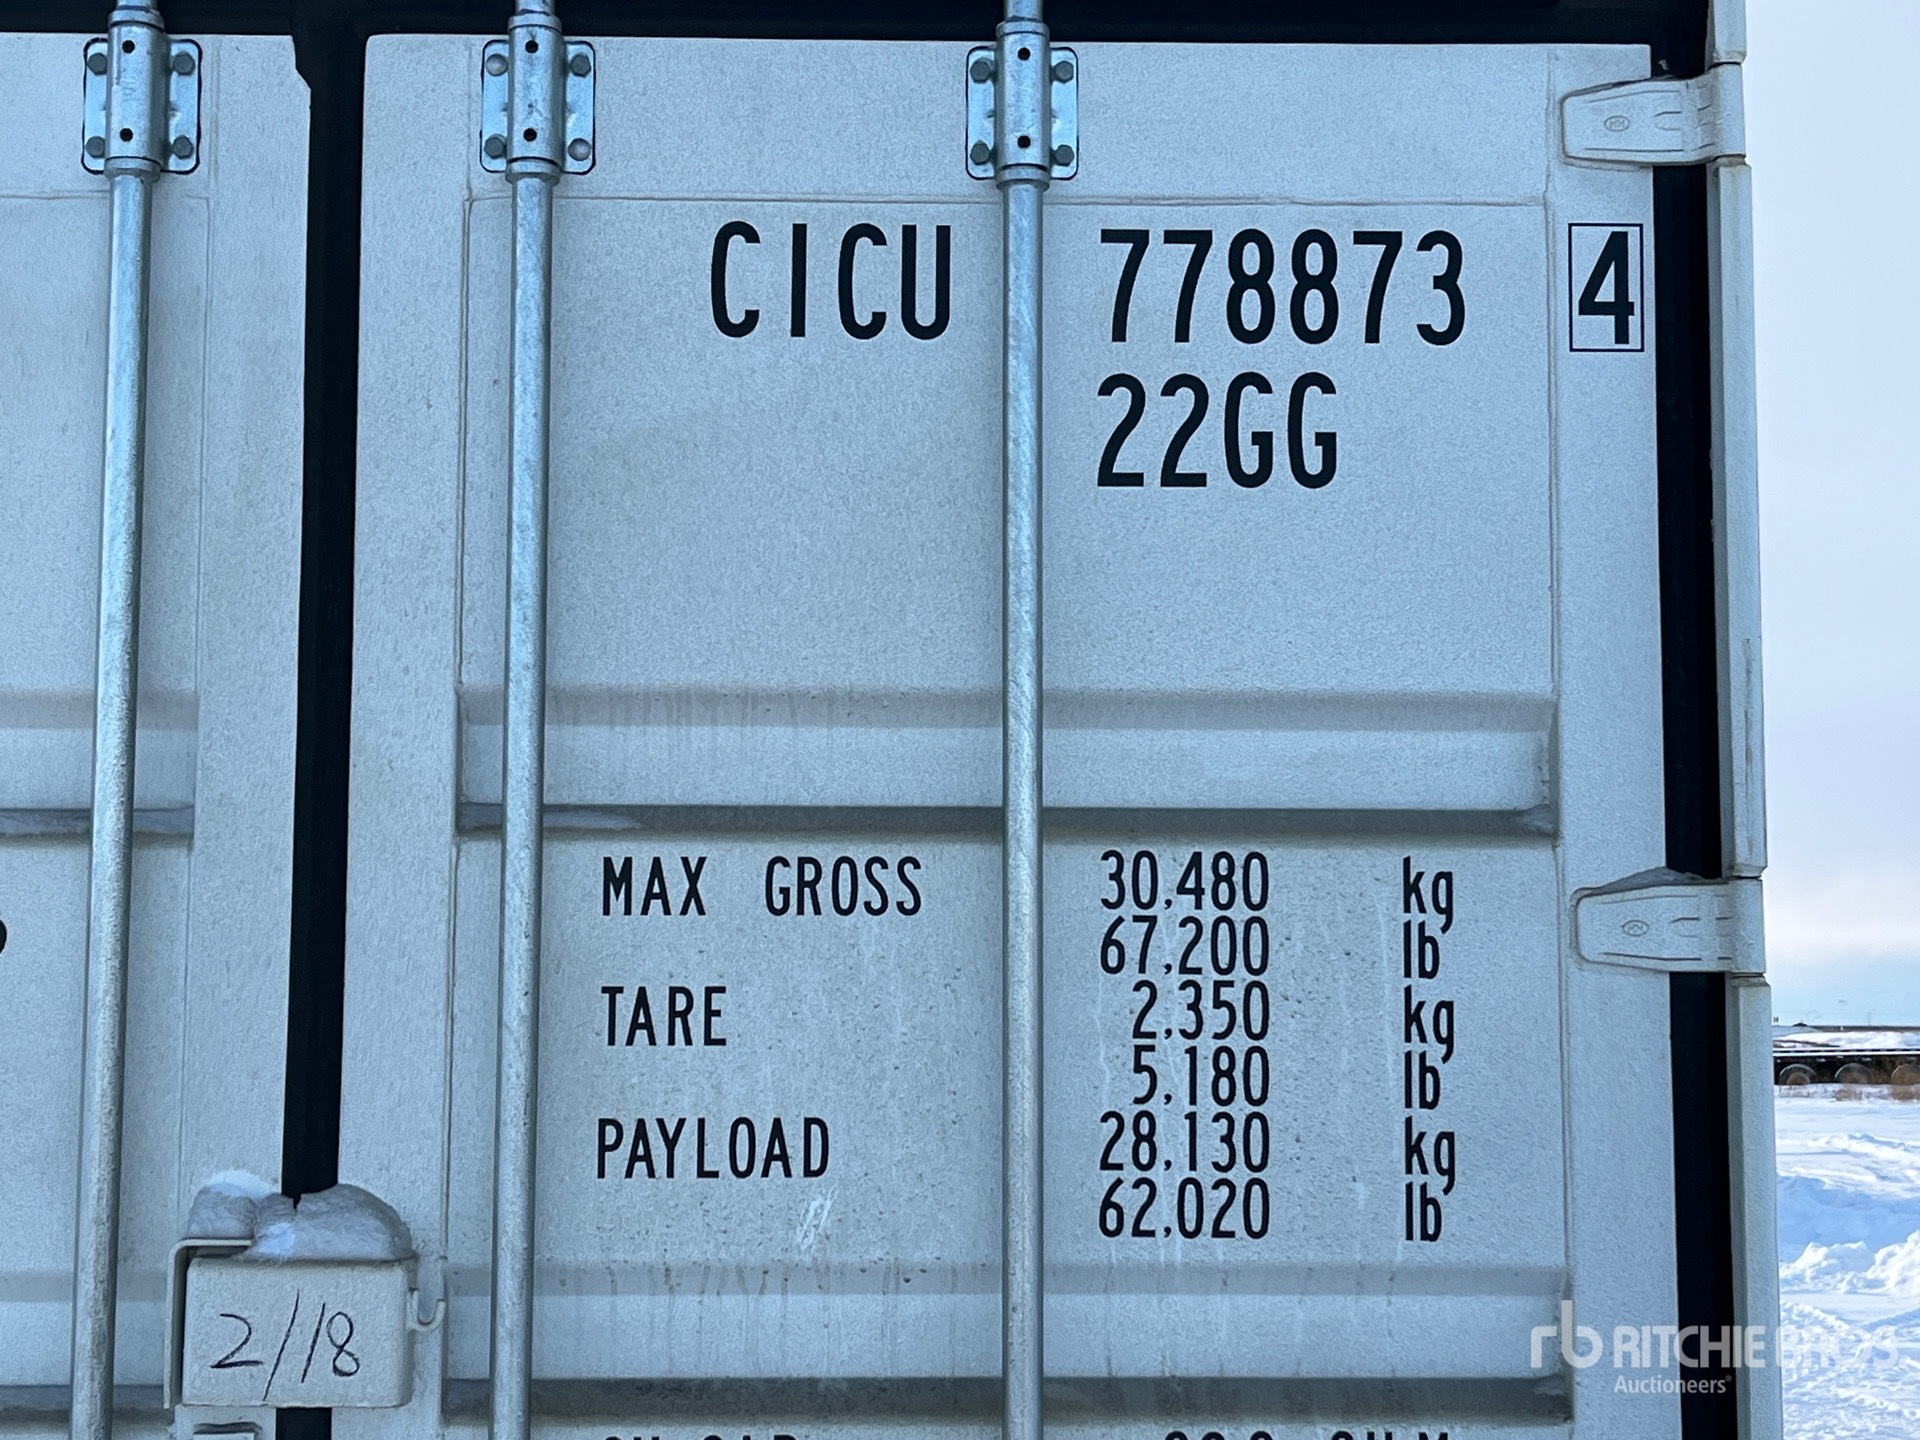 CICU 778873 4
22GG
MAX GROSS 30,480 kg
67,200 lb
TARE 2,350 kg
5,180 lb
PAYLOAD 28,130 kg
62,020 lb
2/18
rb RITCHIE BROS
Auctioneers